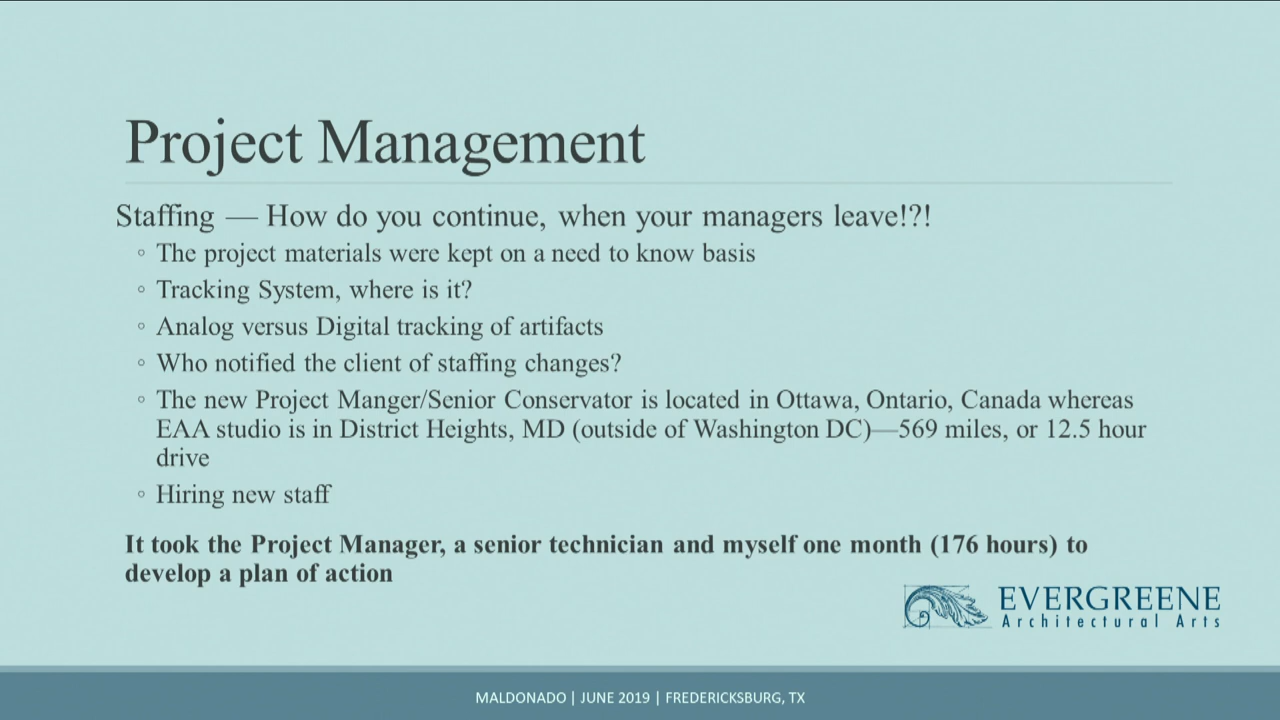 Project Management
Staffing — How do you continue, when your managers leave!?!
◦ The project materials were kept on a need to know basis
◦ Tracking System, where is it?
◦ Analog versus Digital tracking of artifacts
◦ Who notified the client of staffing changes?
◦ The new Project Manger/Senior Conservator is located in Ottawa, Ontario, Canada whereas
EAA studio is in District Heights, MD (outside of Washington DC)—569 miles, or 12.5 hour
drive
◦ Hiring new staff
It took the Project Manager, a senior technician and myself one month (176 hours) to
develop a plan of action
EVERGREENE
Architectural Arts
MALDONADO | JUNE 2019 | FREDERICKSBURG, TX